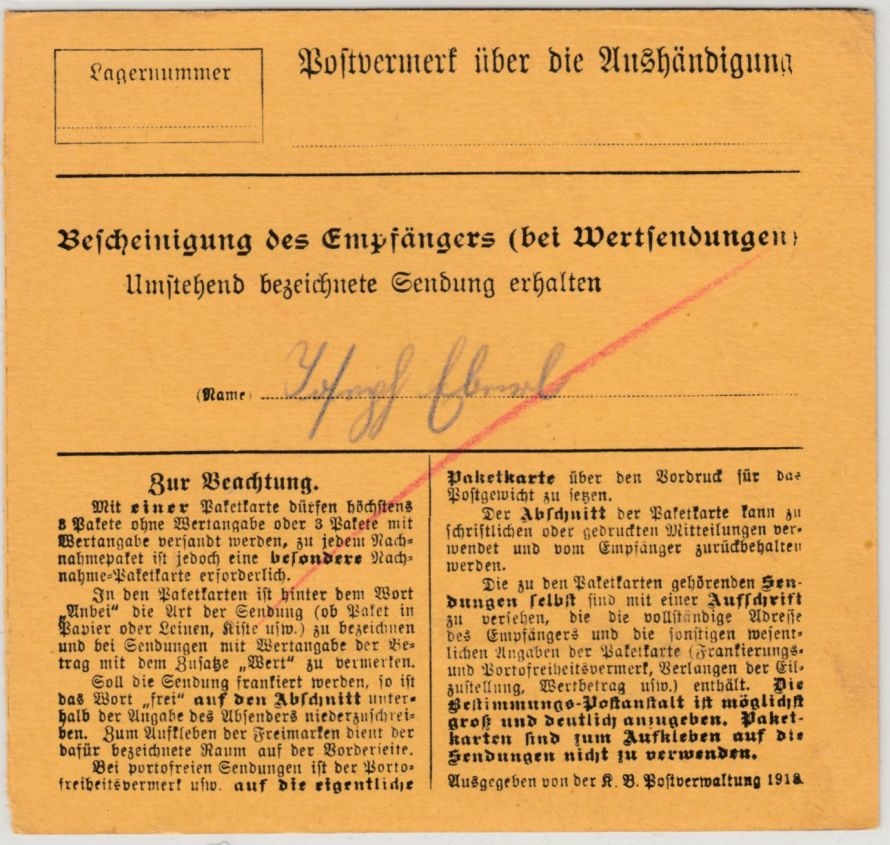 Lagernummer
Postvermerk über die Aushändigung
Bescheinigung des Empfängers (bei Wertsendungen)
Umstehend bezeichnete Sendung erhalten
(Name) Joseph Eberl
Zur Beachtung.
Mit einer Paketkarte dürfen höchstens
3 Pakete ohne Wertangabe oder 3 Pakete mit
Wertangabe versandt werden, zu jedem Nach-
nahmepaket ist jedoch eine besondere Nach-
nahme-Paketkarte erforderlich.
In den Paketkarten ist hinter dem Wort
„Anbei" die Art der Sendung (ob Paket in
Papier oder Leinen, Kiste usw.) zu bezeichnen
und bei Sendungen mit Wertangabe der Be-
trag mit dem Zusatze „Wert" zu vermerken.
Soll die Sendung frankiert werden, so ist
das Wort „frei" auf den Abschnitt unter-
halb der Angabe des Absenders niederzuschrei-
ben. Zum Aufkleben der Freimarken dient der
dafür bezeichnete Raum auf der Vorderseite.
Bei portofreien Sendungen ist der Porto-
freiheitsvermerk usw. auf die eigentliche
Paketkarte über den Vordruck für das
Postgewicht zu setzen.
Der Abschnitt der Paketkarte kann zu
schriftlichen oder gedruckten Mitteilungen ver-
wendet und vom Empfänger zurückbehalten
werden.
Die zu den Paketkarten gehörenden Sen-
dungen selbst sind mit einer Aufschrift
zu versehen, die die vollständige Adresse
des Empfängers und die sonstigen wesent-
lichen Angaben der Paketkarte (Frankierungs-
und Portofreiheitsvermerk, Verlangen der Eil-
zustellung, Wertbetrag usw.) enthält. Die
Bestimmungs-Postanstalt ist möglichst
groß und deutlich anzugeben. Paket-
karten sind zum Aufkleben auf die
Sendungen nicht zu verwenden.
Ausgegeben von der K. B. Postverwaltung 1918